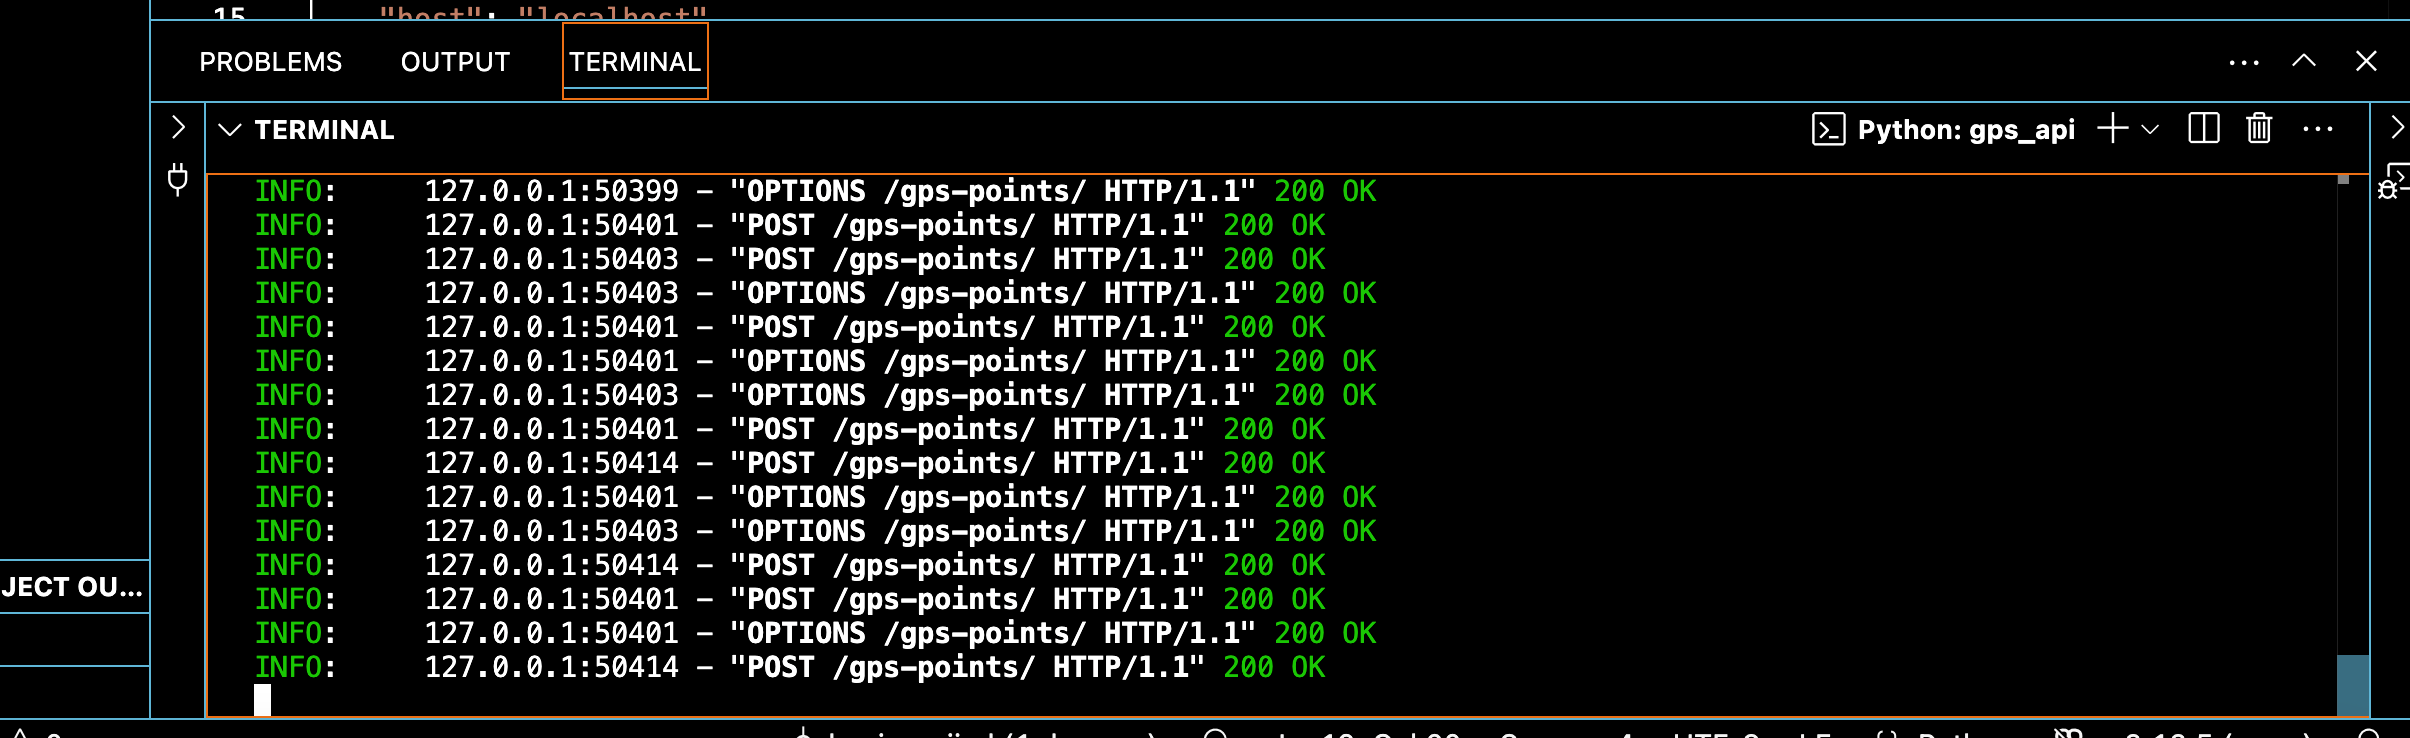 15 "host": "localhost"
PROBLEMS OUTPUT TERMINAL
TERMINAL Python: gps_api
INFO: 127.0.0.1:50399 - "OPTIONS /gps-points/ HTTP/1.1" 200 OK
INFO: 127.0.0.1:50401 - "POST /gps-points/ HTTP/1.1" 200 OK
INFO: 127.0.0.1:50403 - "POST /gps-points/ HTTP/1.1" 200 OK
INFO: 127.0.0.1:50403 - "OPTIONS /gps-points/ HTTP/1.1" 200 OK
INFO: 127.0.0.1:50401 - "POST /gps-points/ HTTP/1.1" 200 OK
INFO: 127.0.0.1:50401 - "OPTIONS /gps-points/ HTTP/1.1" 200 OK
INFO: 127.0.0.1:50403 - "OPTIONS /gps-points/ HTTP/1.1" 200 OK
INFO: 127.0.0.1:50401 - "POST /gps-points/ HTTP/1.1" 200 OK
INFO: 127.0.0.1:50414 - "POST /gps-points/ HTTP/1.1" 200 OK
INFO: 127.0.0.1:50401 - "OPTIONS /gps-points/ HTTP/1.1" 200 OK
INFO: 127.0.0.1:50403 - "OPTIONS /gps-points/ HTTP/1.1" 200 OK
INFO: 127.0.0.1:50414 - "POST /gps-points/ HTTP/1.1" 200 OK
INFO: 127.0.0.1:50401 - "POST /gps-points/ HTTP/1.1" 200 OK
INFO: 127.0.0.1:50401 - "OPTIONS /gps-points/ HTTP/1.1" 200 OK
INFO: 127.0.0.1:50414 - "POST /gps-points/ HTTP/1.1" 200 OK
JECT OU...